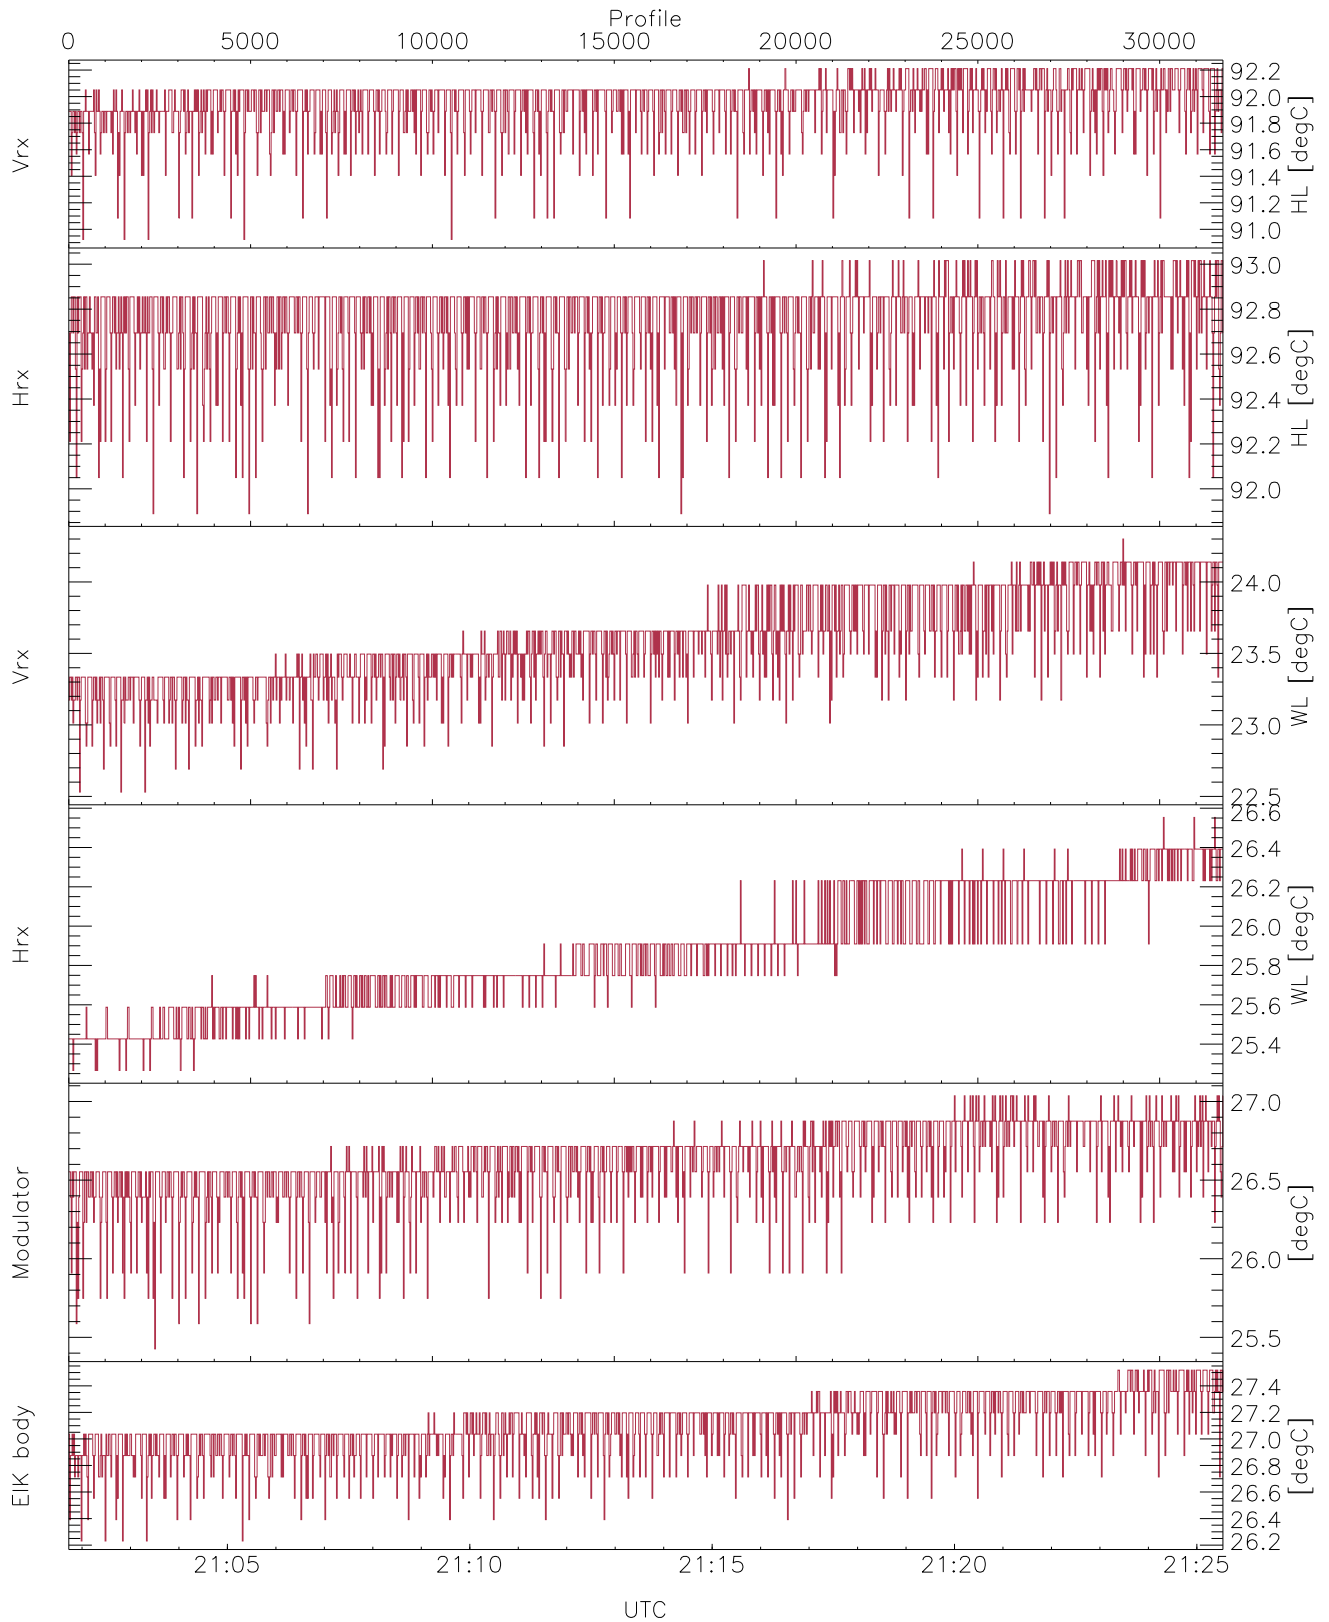 Profile
0 5000 10000 15000 20000 25000 30000
Vrx
92.2
92.0
91.8
91.6
91.4
91.2
91.0
HL [degC]
Hrx
93.0
92.8
92.6
92.4
92.2
92.0
HL [degC]
Vrx
24.0
23.5
23.0
22.5
WL [degC]
Hrx
26.6
26.4
26.2
26.0
25.8
25.6
25.4
WL [degC]
Modulator
27.0
26.5
26.0
25.5
[degC]
EIK body
27.4
27.2
27.0
26.8
26.6
26.4
26.2
[degC]
21:05 21:10 21:15 21:20 21:25
UTC